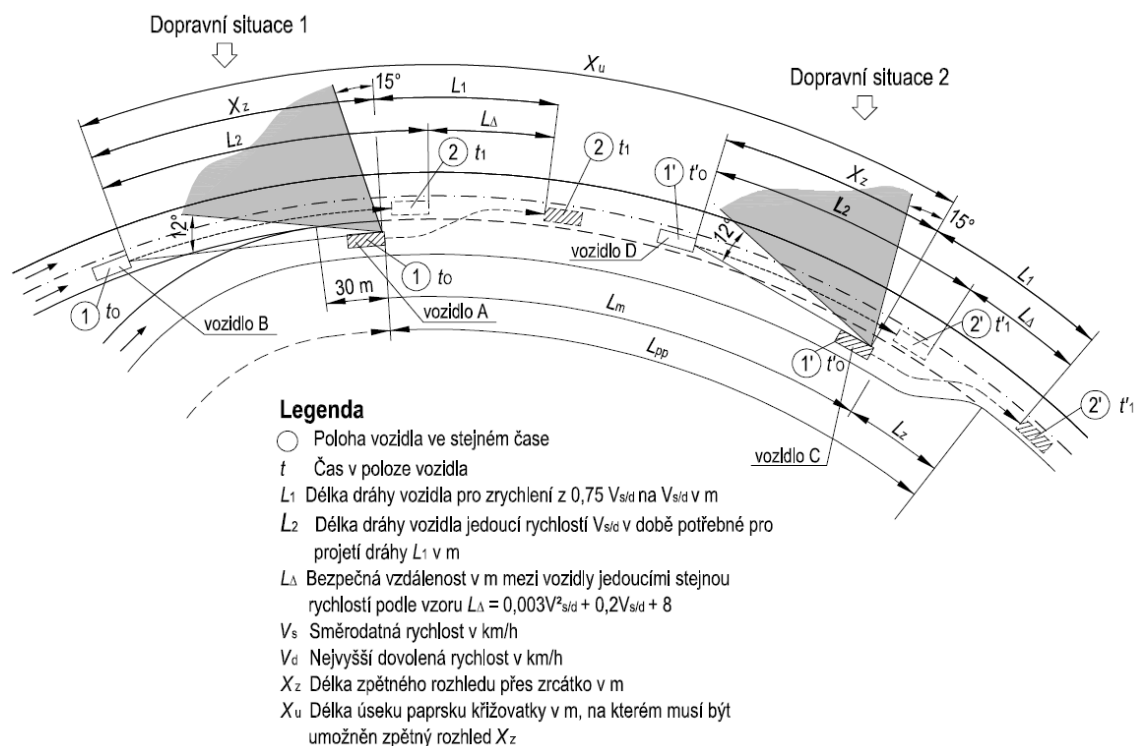 Dopravní situace 1
Dopravní situace 2
Xu
15°
L1
Xz
L2
LΔ
2 t1
2 t1
1' t'o
Xz
L2
15°
12°
12°
vozidlo D
L1
LΔ
1 to
1 to
vozidlo B
30 m
vozidlo A
Lm
Lpp
1' t'o
2' t'1
2' t'1
Lz
vozidlo C
Legenda
Poloha vozidla ve stejném čase
t Čas v poloze vozidla
L1 Délka dráhy vozidla pro zrychlení z 0,75 Vs/d na Vs/d v m
L2 Délka dráhy vozidla jedoucí rychlostí Vs/d v době potřebné pro
projetí dráhy L1 v m
LΔ Bezpečná vzdálenost v m mezi vozidly jedoucími stejnou
rychlostí podle vzoru LΔ = 0,003V²s/d + 0,2Vs/d + 8
Vs Směrodatná rychlost v km/h
Vd Nejvyšší dovolená rychlost v km/h
Xz Délka zpětného rozhledu přes zrcátko v m
Xu Délka úseku paprsku křižovatky v m, na kterém musí být
umožněn zpětný rozhled Xz